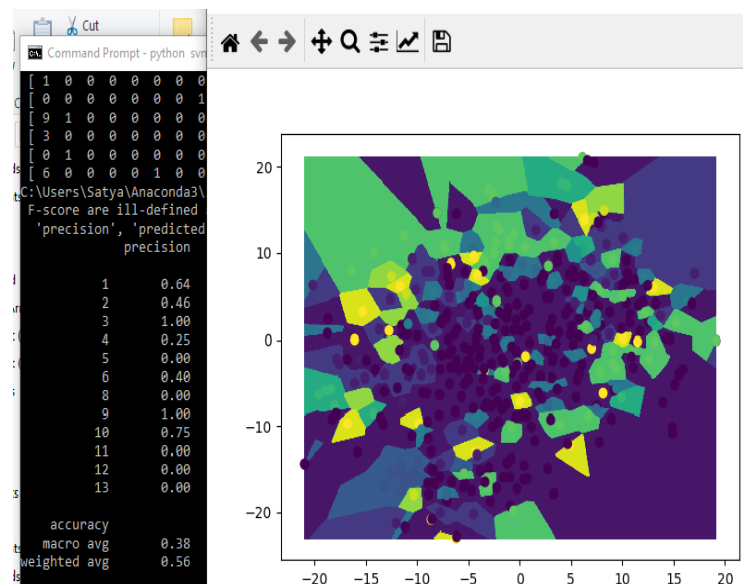 Cut
Command Prompt - python svn
[ 1 0 0 0 0 0 0 0
[ 0 0 0 0 0 0 0 1
[ 9 1 0 0 0 0 0 0
[ 3 0 0 0 0 0 0 0
[ 0 1 0 0 0 0 0 0
[ 6 0 0 0 0 1 0 0
C:\Users\Satya\Anaconda3\
F-score are ill-defined
'precision', 'predicted
precision
1 0.64
2 0.46
3 1.00
4 0.25
5 0.00
6 0.40
8 0.00
9 1.00
10 0.75
11 0.00
12 0.00
13 0.00
accuracy
macro avg 0.38
weighted avg 0.56
20
10
0
−10
−20
−20 −15 −10 −5 0 5 10 15 20